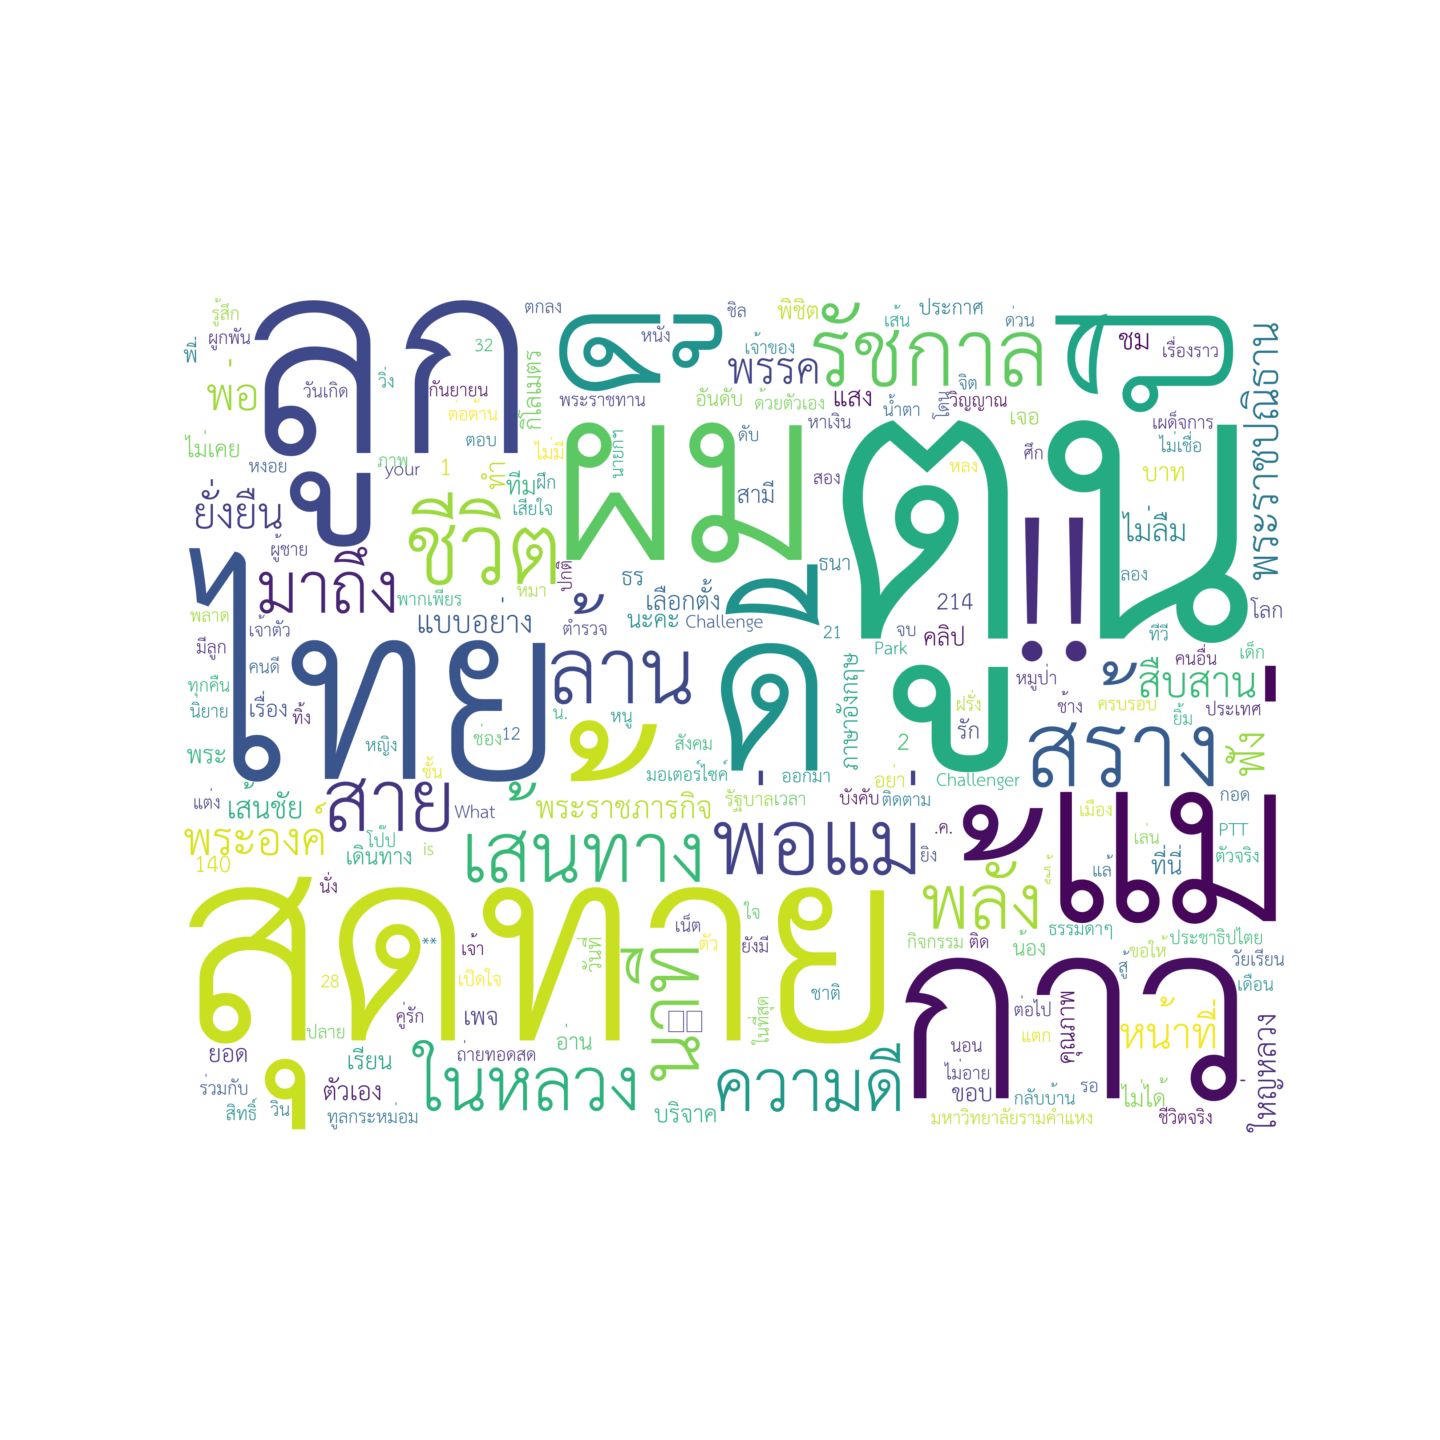 รู้สึก
ผูกพัน
พี่
พ่อ
ไม่เคย
หงอย
วันเกิด
วิ่ง
ลูก
32
กันยายน
ต่อต้าน
ตอบ
ตกลง
กิโลเมตร
พระราชทาน
หนัง
ซิล
พิชิต
ประกาศ
เส้น
ด่วน
เจ้าของ
พรรค
รัชกาล
ชม
เรื่องราว
อันดับ
ด้วยตัวเอง
แสง
จิต
วิญญาณ
น้ำตา
โดน
เจอ
เผด็จการ
ไม่เชื่อ
พระราชปณิธาน
หาเงิน
ดับ
ไม่มี
นายกฯ
ภาพ
your
1
ทำ
ทีม
ฝึก
เสียใจ
ผม
สามี
สอง
หลง
ศึก
บาท
ตูน
!!
ไม่ลืม
ลอง
ยั่งยืน
ผู้ชาย
มาถึง
ชีวิต
ปกติ
หมา
พากเพียร
แบบอย่าง
ตำรวจ
ธร
เลือกตั้ง
นะคะ
Challenge
ธนา
21
จบ
Park
214
คลิป
ทีวี
โลก
พลาด
เจ้าตัว
มีลูก
คนดี
ทุกคืน
นิยาย
เรื่อง
ทิ้ง
ไทย
ล้าน
ดี
ภาษาอังกฤษ
ฝรั่ง
รัก
หมูป่า
ช้าง
ครบรอบ
คนอื่น
เด็ก
สืบสาน
ยิ้ม
ประเทศ
พระ
หญิง
ช่อง
12
น.
หนู
สังคม
มอเตอร์ไซค์
ออกมา
2
อย่า
Challenger
สร้าง
ฟัง
ชั้น
แต่ง
เส้นชัย
สาย
What
พระราชภารกิจ
รัฐบาลเวลา
บังคับ
ติดตาม
เมือง
กอด
พระองค์
โป๊ป
เดินทาง
is
140
เส้นทาง
พ่อแม่
ยิง
.ค.
แม่
เล่น
PTT
ที่นี่
ตัวจริง
แล้
นั่ง
สุดท้าย
**
เจ้า
เน็ต
ใจ
ตัว
ยังมี
พลัง
กิจกรรม
ติด
น้อง
ธรรมดาๆ
ประชาธิปไตย
ขอให้
วัยเรียน
สู้
เดือน
28
เปิดใจ
วันที่
นาที
ชาติ
ในที่สุด
ก้าว
ต่อไป
แตก
คุณภาพ
หน้าที่
ปลาย
คู่รัก
เพจ
ยอด
เรียน
ถ่ายทอดสด
อ่าน
นอน
ไม่อาย
ร่วมกับ
สิทธิ์
วิน
ตัวเอง
ทูลกระหม่อม
ในหลวง
บริจาค
ความดี
ขอบ
กลับบ้าน
รอ
ไม่ได้
มหาวิทยาลัยรามคำแหง
ชีวิตจริง
ใหญ่หลวง